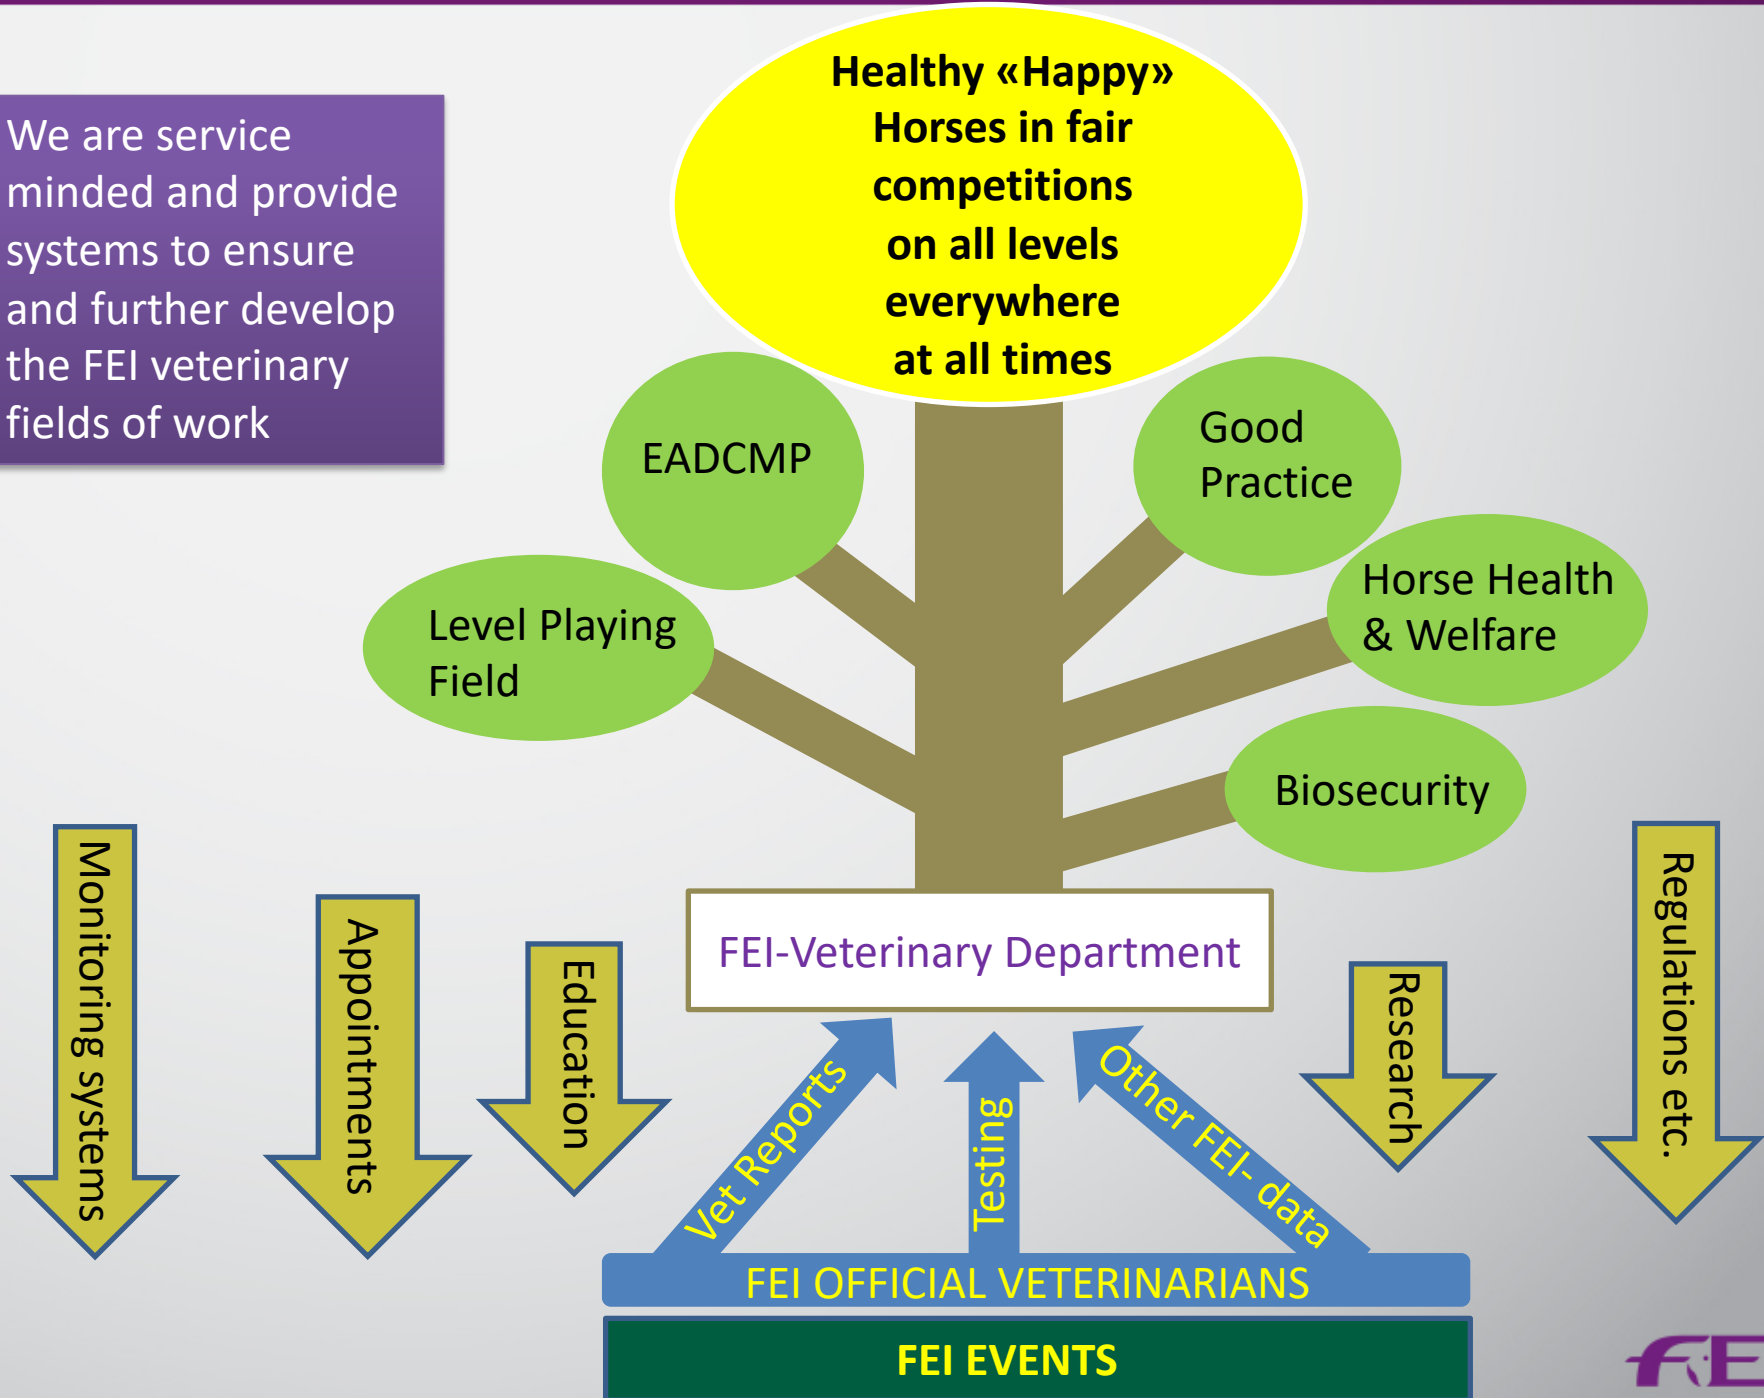 We are service
minded and provide
systems to ensure
and further develop
the FEI veterinary
fields of work
Healthy «Happy»
Horses in fair
competitions
on all levels
everywhere
at all times
EADCMP
Good
Practice
Level Playing
Field
Horse Health
& Welfare
Biosecurity
Monitoring systems
Appointments
Education
FEI-Veterinary Department
Research
Regulations etc.
Vet Reports
Testing
Other FEI- data
FEI OFFICIAL VETERINARIANS
FEI EVENTS
FE